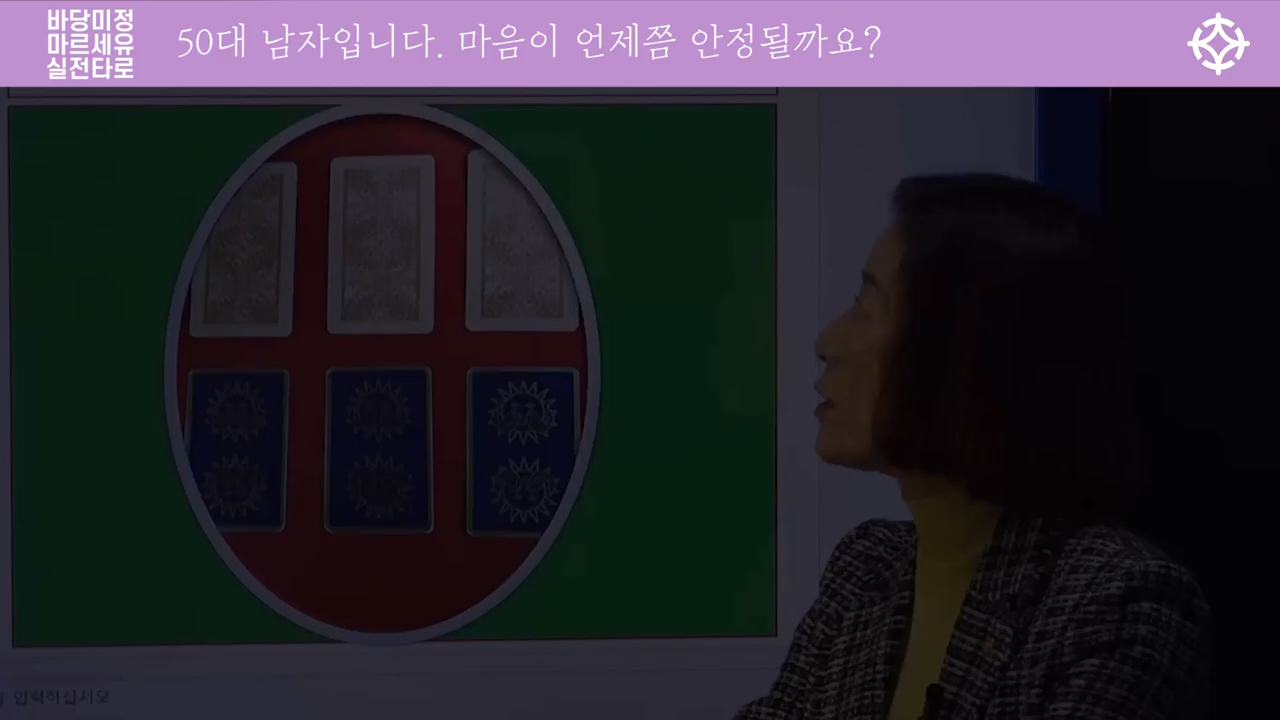 바당미정
마르세유
실전타로
50대 남자입니다. 마음이 언제쯤 안정될까요?
입력하십시오